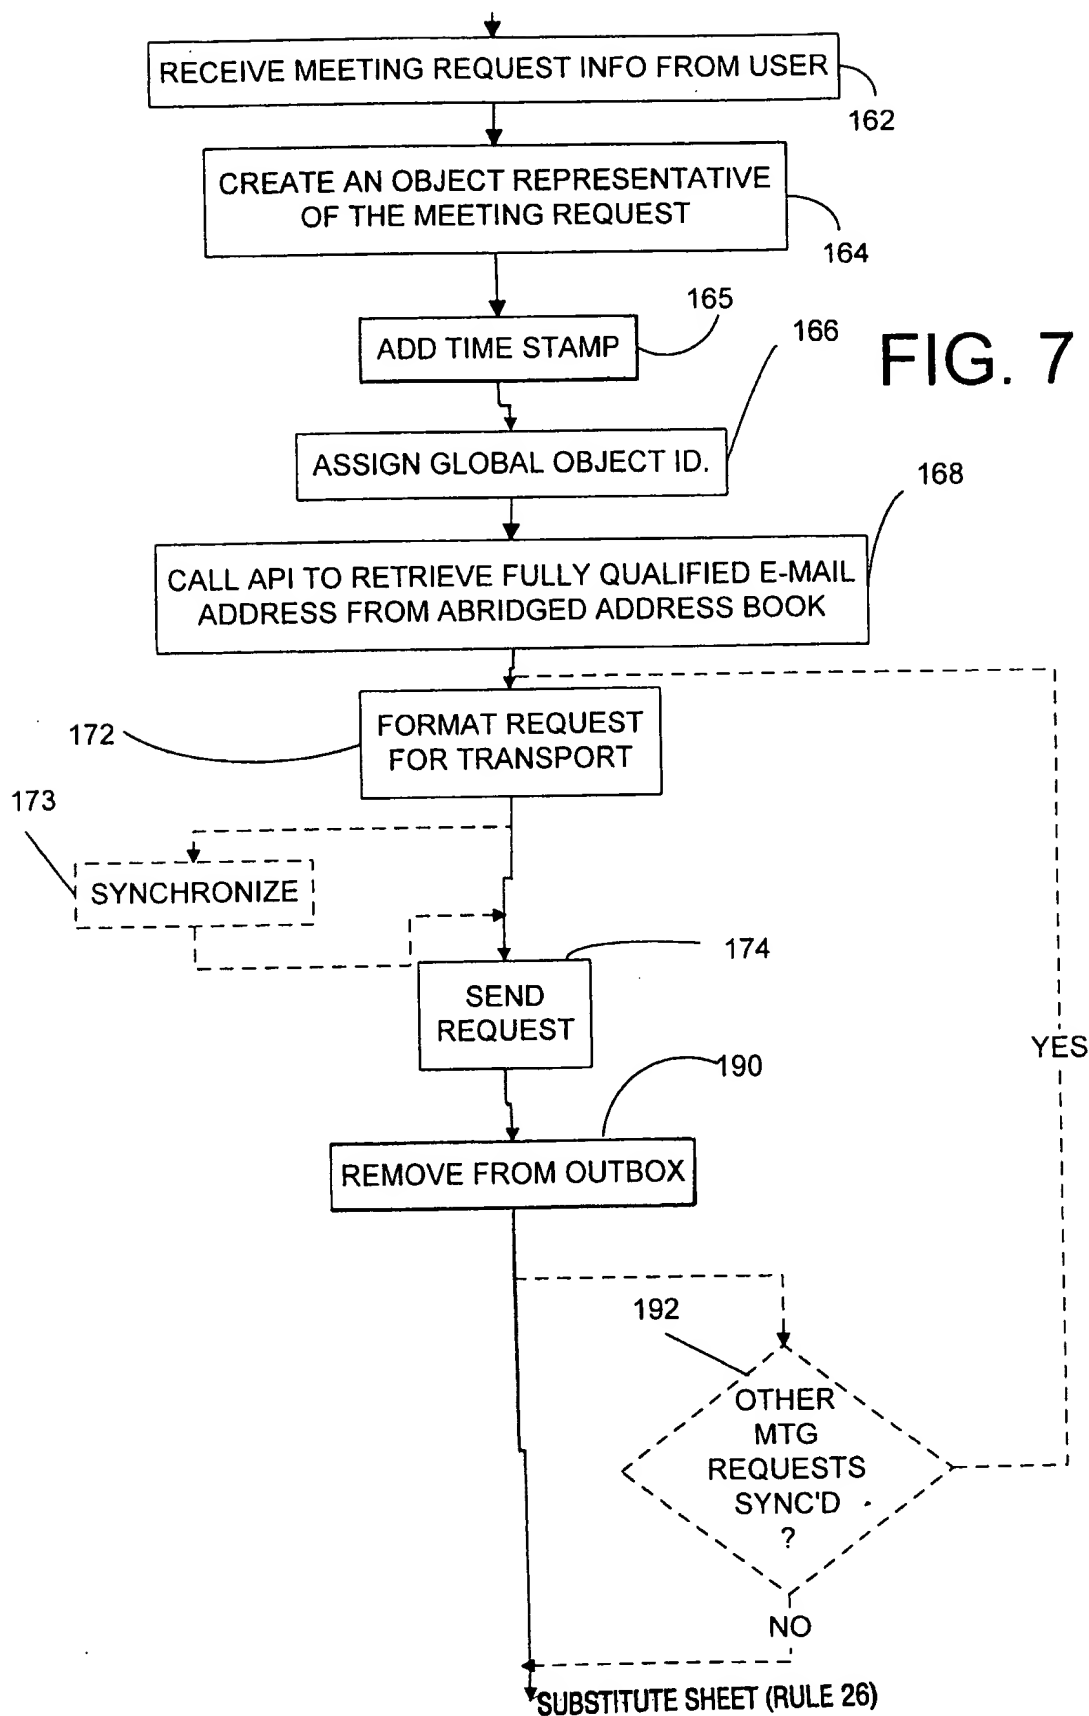 RECEIVE MEETING REQUEST INFO FROM USER
162
CREATE AN OBJECT REPRESENTATIVE
OF THE MEETING REQUEST
164
165
ADD TIME STAMP
166
FIG. 7
ASSIGN GLOBAL OBJECT ID.
168
CALL API TO RETRIEVE FULLY QUALIFIED E-MAIL
ADDRESS FROM ABRIDGED ADDRESS BOOK
172
FORMAT REQUEST
FOR TRANSPORT
173
SYNCHRONIZE
174
SEND
REQUEST
YES
190
REMOVE FROM OUTBOX
192
OTHER
MTG
REQUESTS
SYNC'D
?
NO
SUBSTITUTE SHEET (RULE 26)